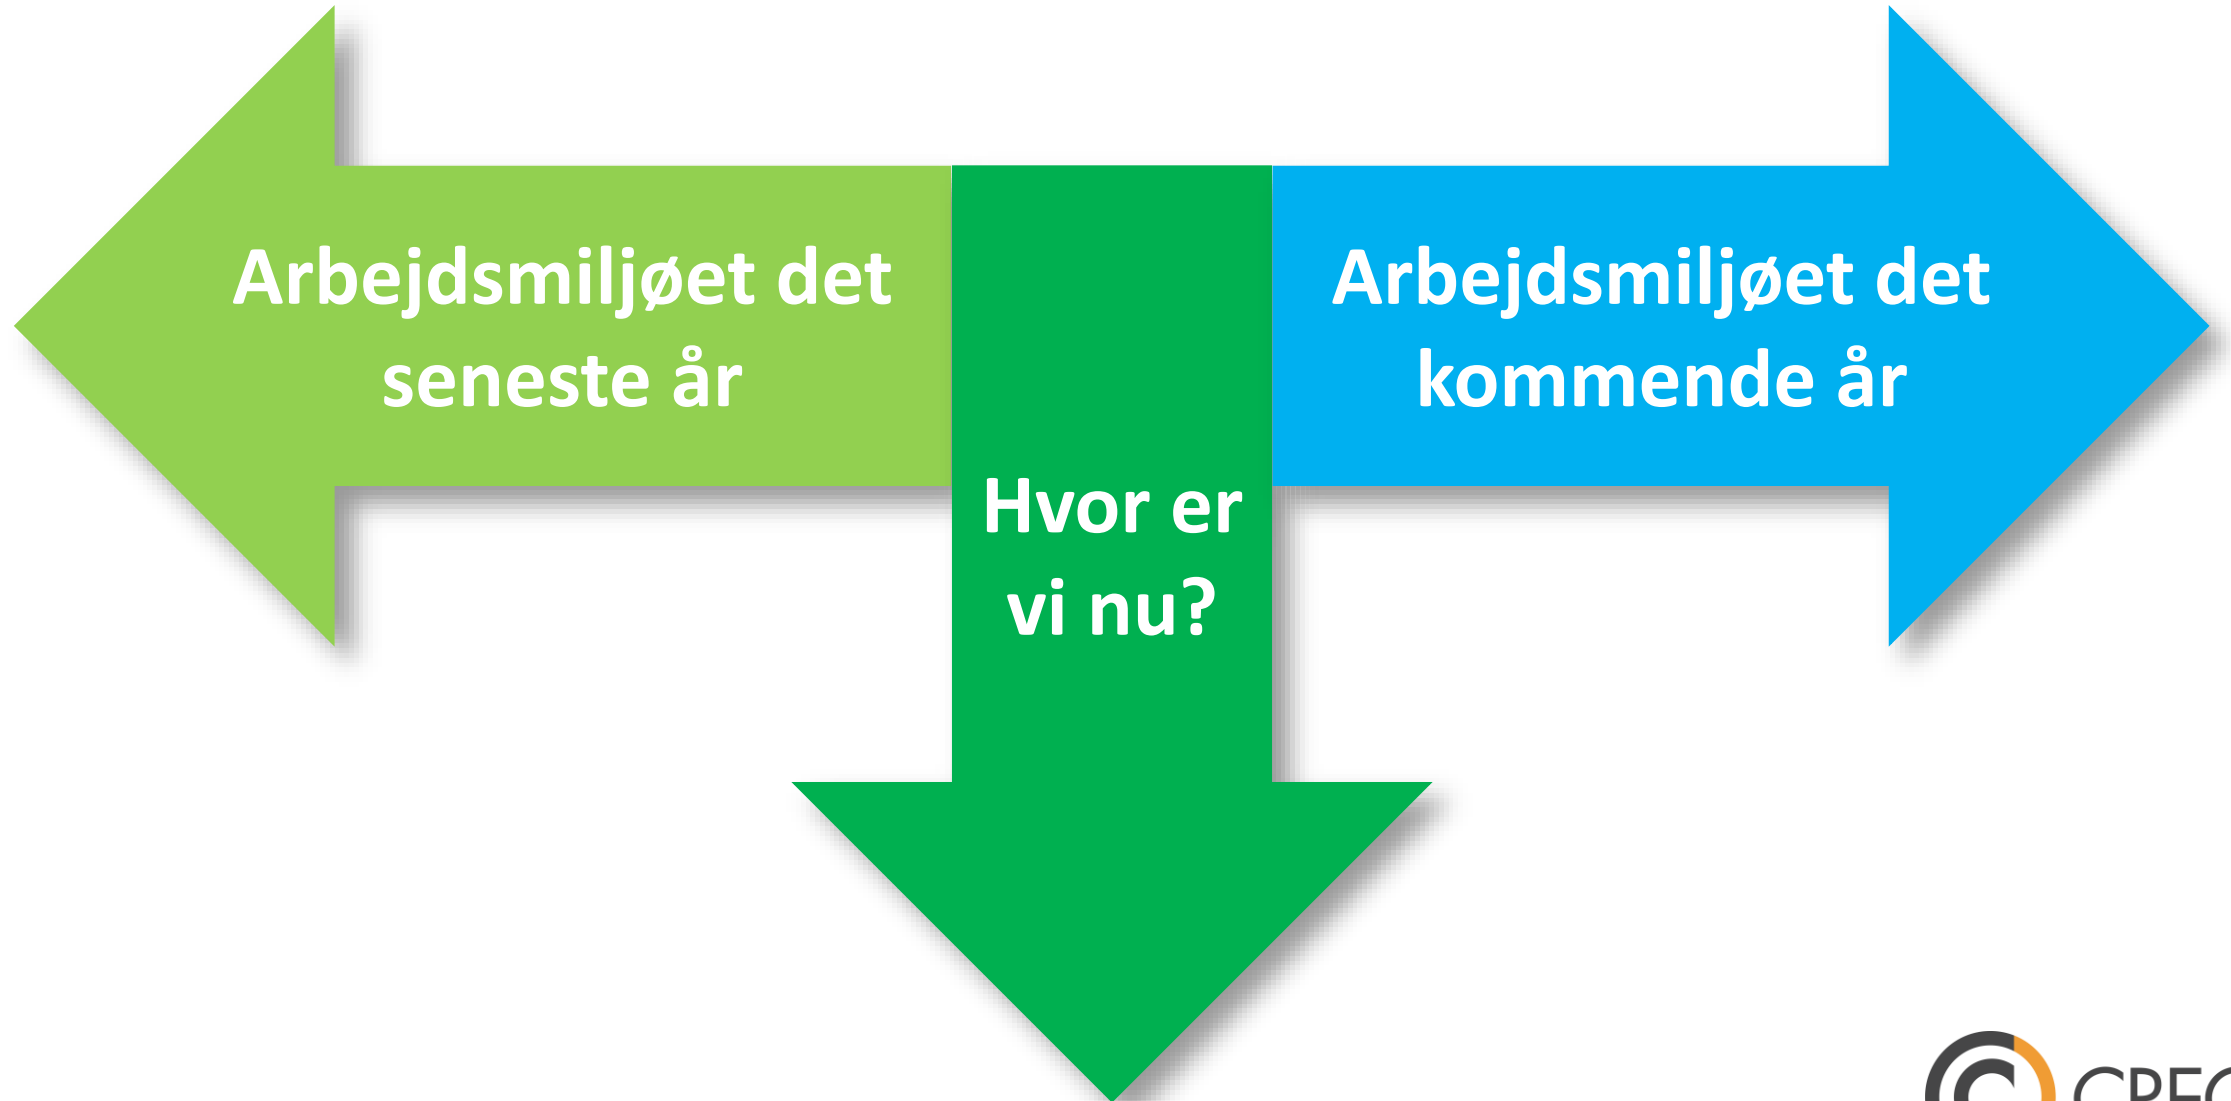 Arbejdsmiljøet det
seneste år
Hvor er
vi nu?
Arbejdsmiljøet det
kommende år